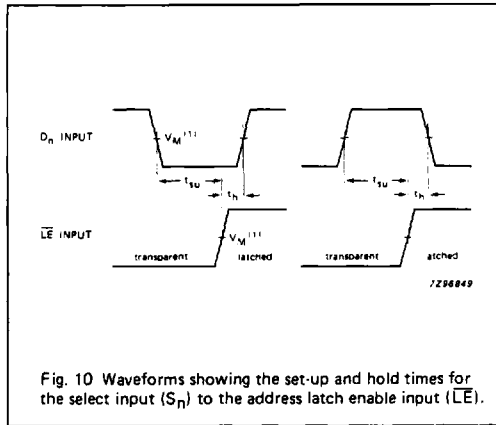 Dn INPUT
VM (1)
tsu
th
tsu
th
LE INPUT
VM (1)
transparent
latched
transparent
atched
7Z96849
Fig. 10 Waveforms showing the set-up and hold times for
the select input (Sn) to the address latch enable input (LE).